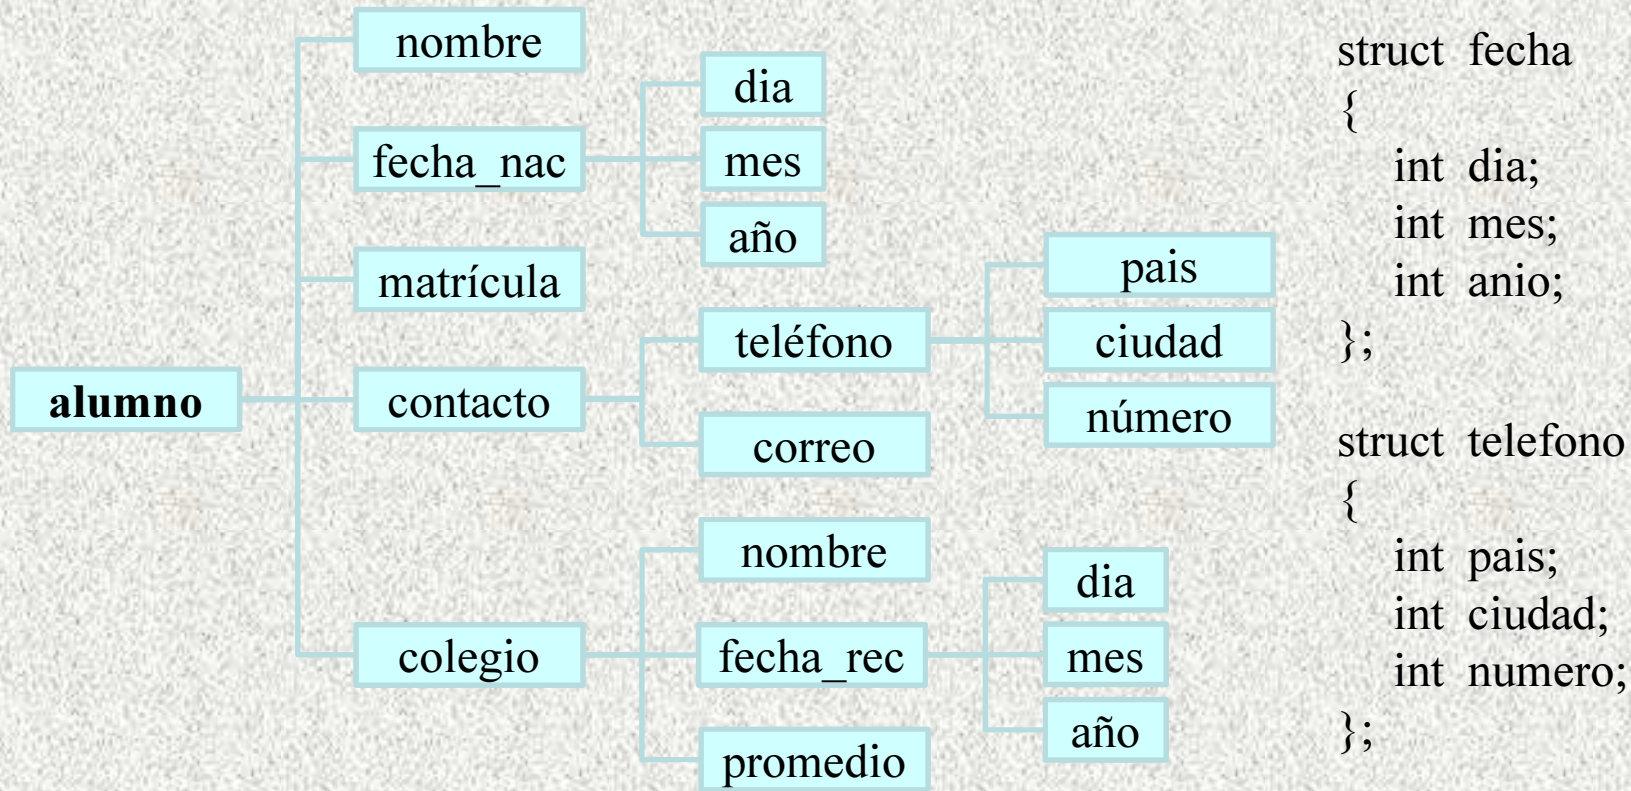 alumno
nombre
fecha_nac
dia
mes
año
matrícula
contacto
teléfono
pais
ciudad
número
correo
colegio
nombre
fecha_rec
dia
mes
año
promedio
struct fecha
{
int dia;
int mes;
int anio;
};
struct telefono
{
int pais;
int ciudad;
int numero;
};